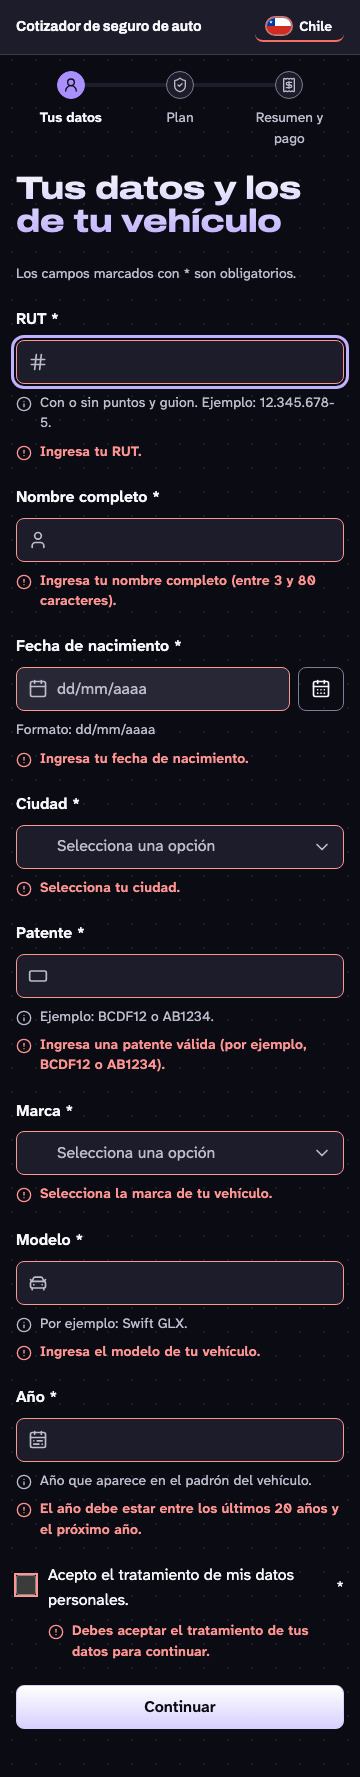 Cotizador de seguro de auto
Chile
Tus datos
Plan
Resumen y
pago
Tus datos y los
de tu vehículo
Los campos marcados con * son obligatorios.
RUT *
Con o sin puntos y guion. Ejemplo: 12.345.678-
5.
Ingresa tu RUT.
Nombre completo *
Ingresa tu nombre completo (entre 3 y 80
caracteres).
Fecha de nacimiento *
dd/mm/aaaa
Formato: dd/mm/aaaa
Ingresa tu fecha de nacimiento.
Ciudad *
Selecciona una opción
Selecciona tu ciudad.
Patente *
Ejemplo: BCDF12 o AB1234.
Ingresa una patente válida (por ejemplo,
BCDF12 o AB1234).
Marca *
Selecciona una opción
Selecciona la marca de tu vehículo.
Modelo *
Por ejemplo: Swift GLX.
Ingresa el modelo de tu vehículo.
Año *
Año que aparece en el padrón del vehículo.
El año debe estar entre los últimos 20 años y
el próximo año.
Acepto el tratamiento de mis datos
personales. *
Debes aceptar el tratamiento de tus
datos para continuar.
Continuar